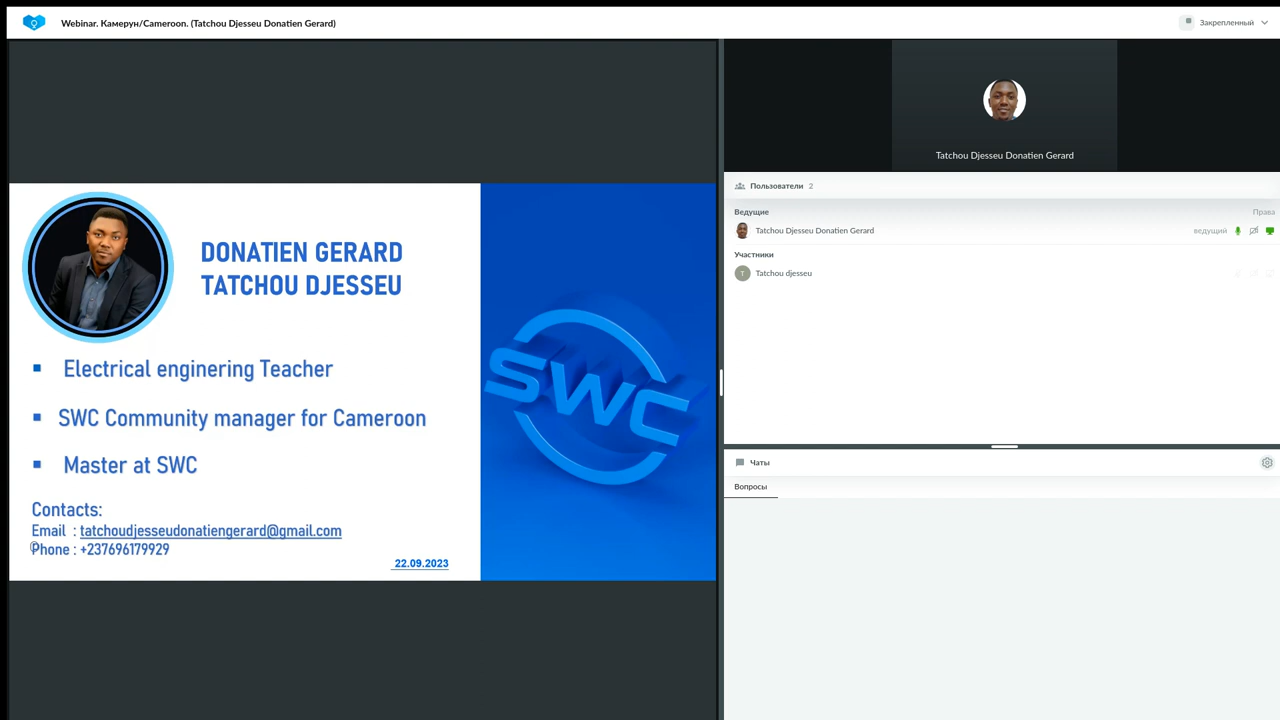 Webinar. Камерун/Cameroon. (Tatchou Djesseu Donatien Gerard)
Закрепленный
DONATIEN GERARD
TATCHOU DJESSEU
Electrical enginering Teacher
SWC Community manager for Cameroon
Master at SWC
Contacts:
Email : tatchoudjesseudonatiengerard@gmail.com
Phone : +237696179929
22.09.2023
SWC
Tatchou Djesseu Donatien Gerard
Пользователи 2
Ведущие Права
Tatchou Djesseu Donatien Gerard ведущий
Участники
T Tatchou djesseu
Чаты
Вопросы